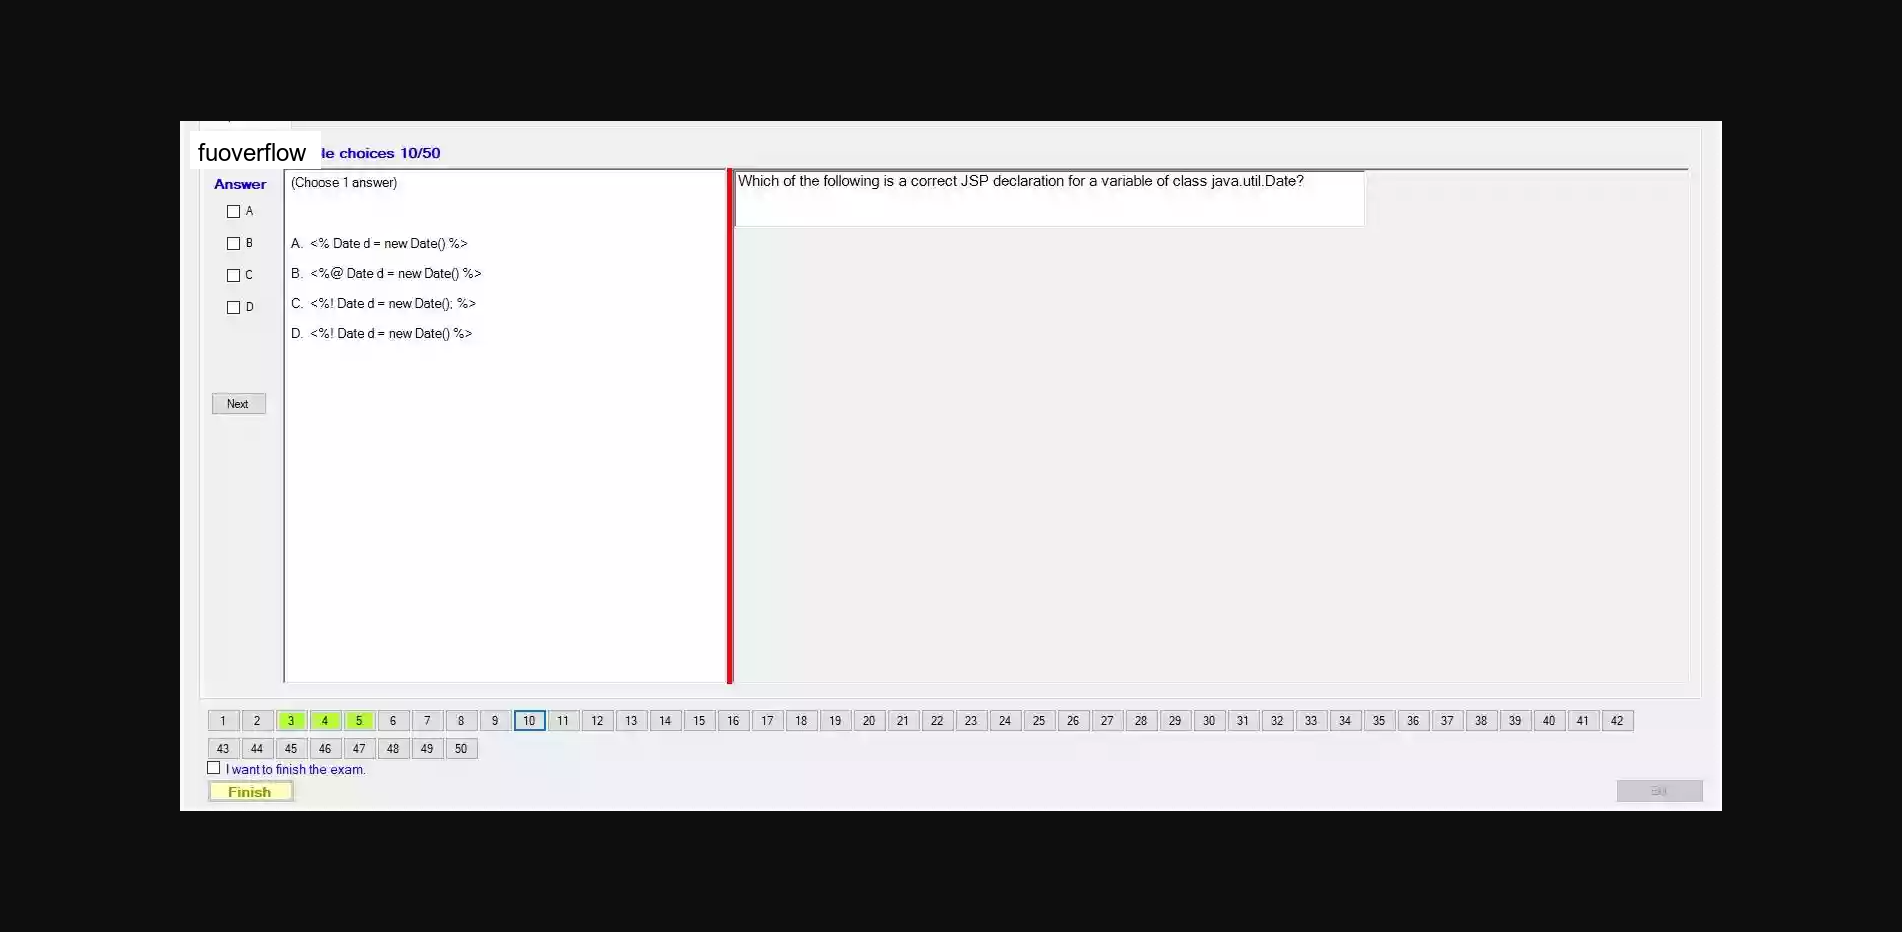 fuoverflow
le choices 10/50
Answer
(Choose 1 answer)
Which of the following is a correct JSP declaration for a variable of class java.util.Date?
A
B
C
D
A. <% Date d = new Date() %>
B. <%@ Date d = new Date() %>
C. <%! Date d = new Date(); %>
D. <%! Date d = new Date() %>
Next
1 2 3 4 5 6 7 8 9 10 11 12 13 14 15 16 17 18 19 20 21 22 23 24 25 26 27 28 29 30 31 32 33 34 35 36 37 38 39 40 41 42
43 44 45 46 47 48 49 50
I want to finish the exam.
Finish
Exit